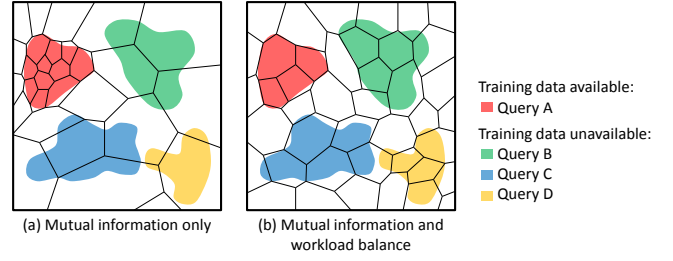 Training data available:
Query A
Training data unavailable:
Query B
Query C
Query D
(a) Mutual information only
(b) Mutual information and
workload balance